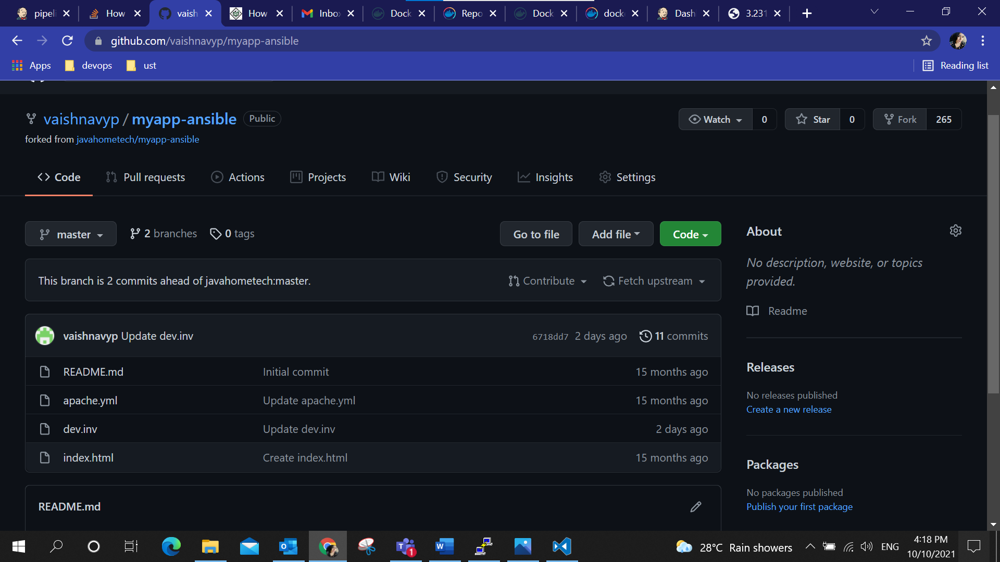 pipeli
How
vaish
How
Inbo
Dock
Repo
Dock
dock
Dash
3.231
github.com/vaishnavyp/myapp-ansible
Apps
devops
ust
Reading list
vaishnavyp / myapp-ansible
Public
Watch
0
Star
0
Fork
265
forked from javahometech/myapp-ansible
Code
Pull requests
Actions
Projects
Wiki
Security
Insights
Settings
master
2 branches
0 tags
Go to file
Add file
Code
About
No description, website, or topics
provided.
Readme
This branch is 2 commits ahead of javahometech:master.
Contribute
Fetch upstream
vaishnavyp Update dev.inv
6718dd7 2 days ago
11 commits
README.md Initial commit 15 months ago
apache.yml Update apache.yml 15 months ago
dev.inv Update dev.inv 2 days ago
index.html Create index.html 15 months ago
Releases
No releases published
Create a new release
Packages
No packages published
Publish your first package
README.md
1
28°C Rain showers
ENG
4:18 PM
10/10/2021